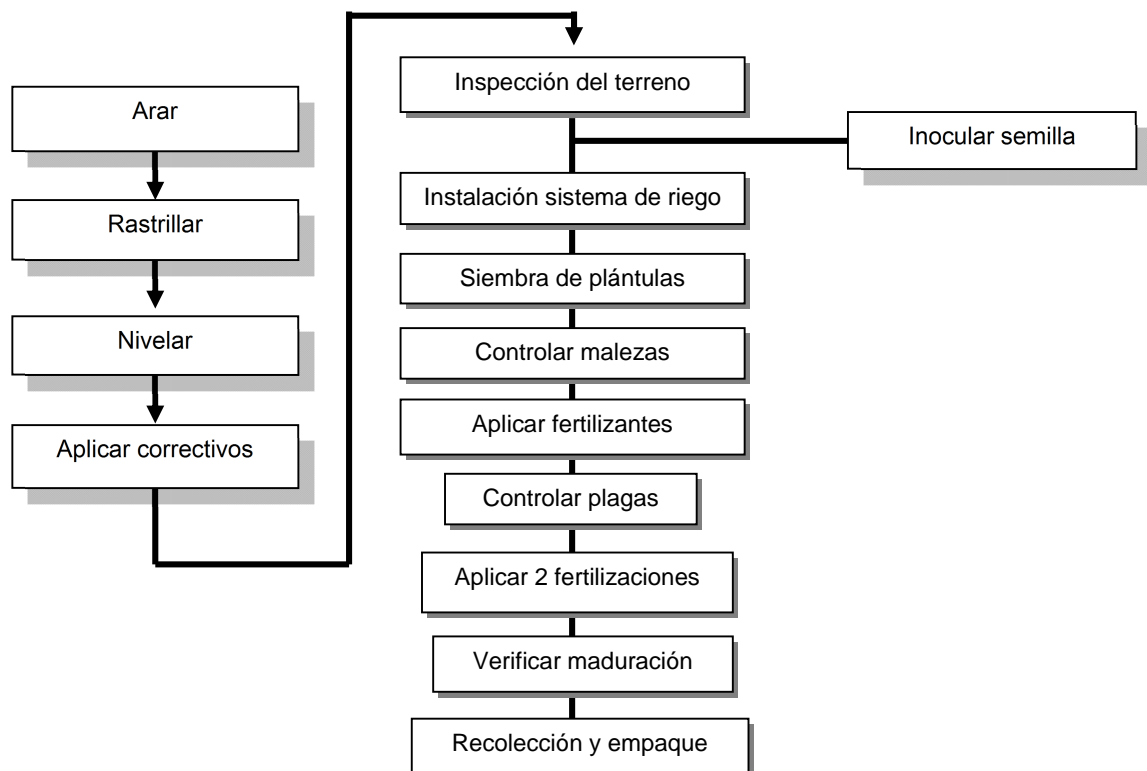 Arar
Rastrillar
Nivelar
Aplicar correctivos
Inspección del terreno
Inocular semilla
Instalación sistema de riego
Siembra de plántulas
Controlar malezas
Aplicar fertilizantes
Controlar plagas
Aplicar 2 fertilizaciones
Verificar maduración
Recolección y empaque